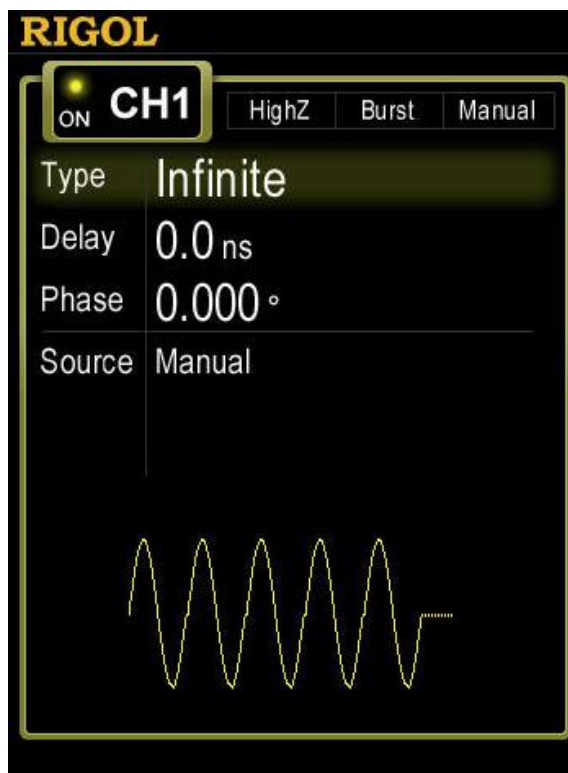 RIGOL
ON CH1 HighZ Burst Manual
Type Infinite
Delay 0.0 ns
Phase 0.000 °
Source Manual